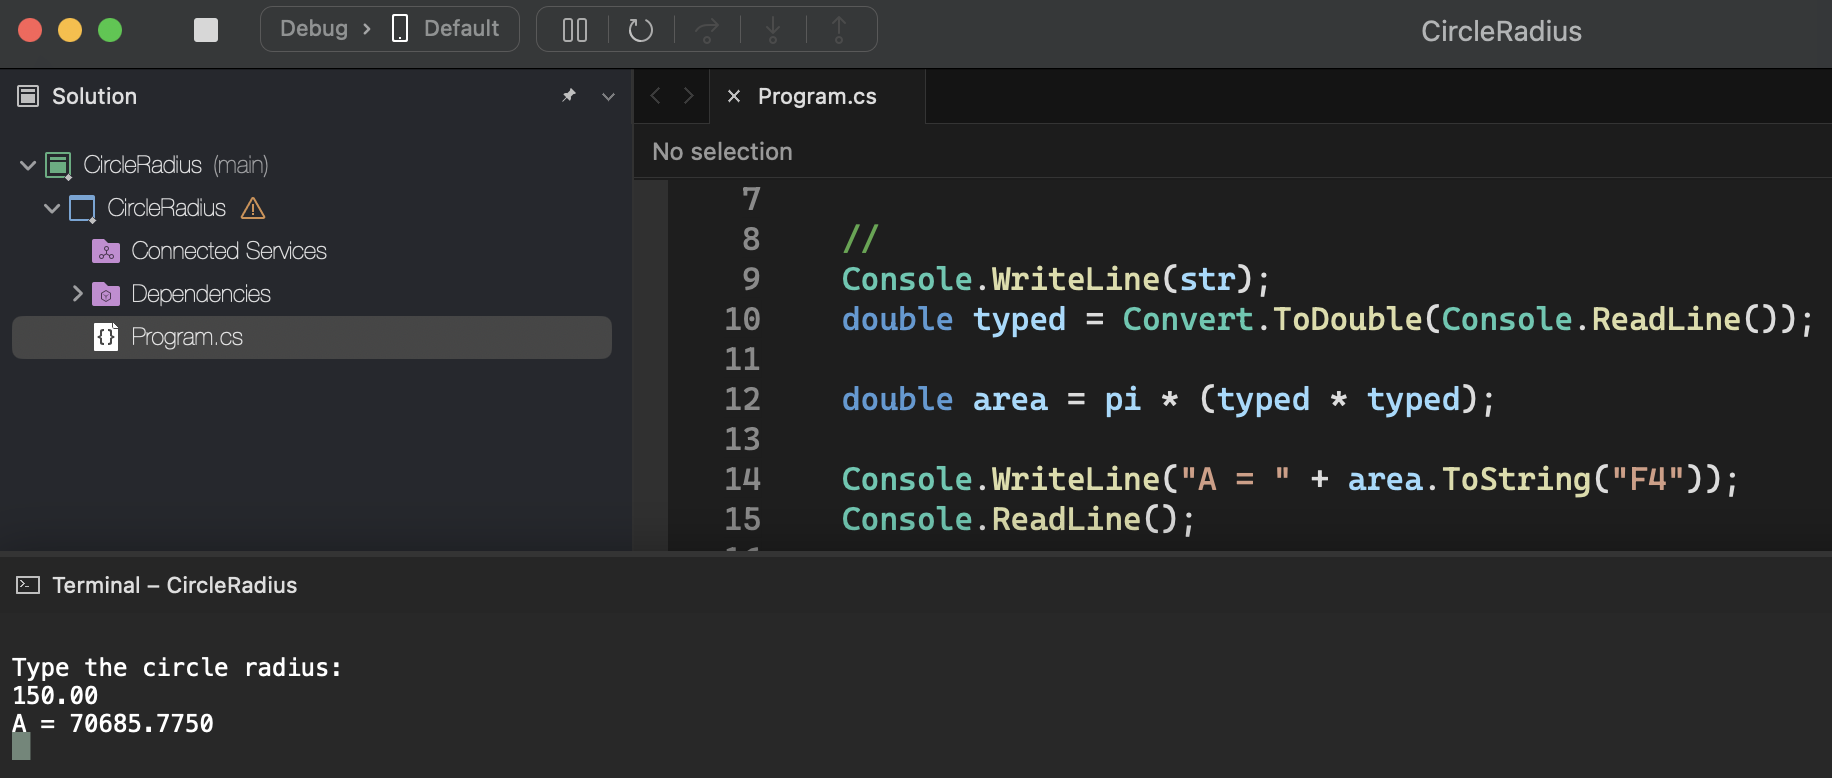 Debug › Default
CircleRadius
Solution
Program.cs
No selection
CircleRadius (main)
CircleRadius
Connected Services
Dependencies
Program.cs
7
8 //
9 Console.WriteLine(str);
10 double typed = Convert.ToDouble(Console.ReadLine());
11
12 double area = pi * (typed * typed);
13
14 Console.WriteLine("A = " + area.ToString("F4"));
15 Console.ReadLine();
Terminal – CircleRadius
Type the circle radius:
150.00
A = 70685.7750